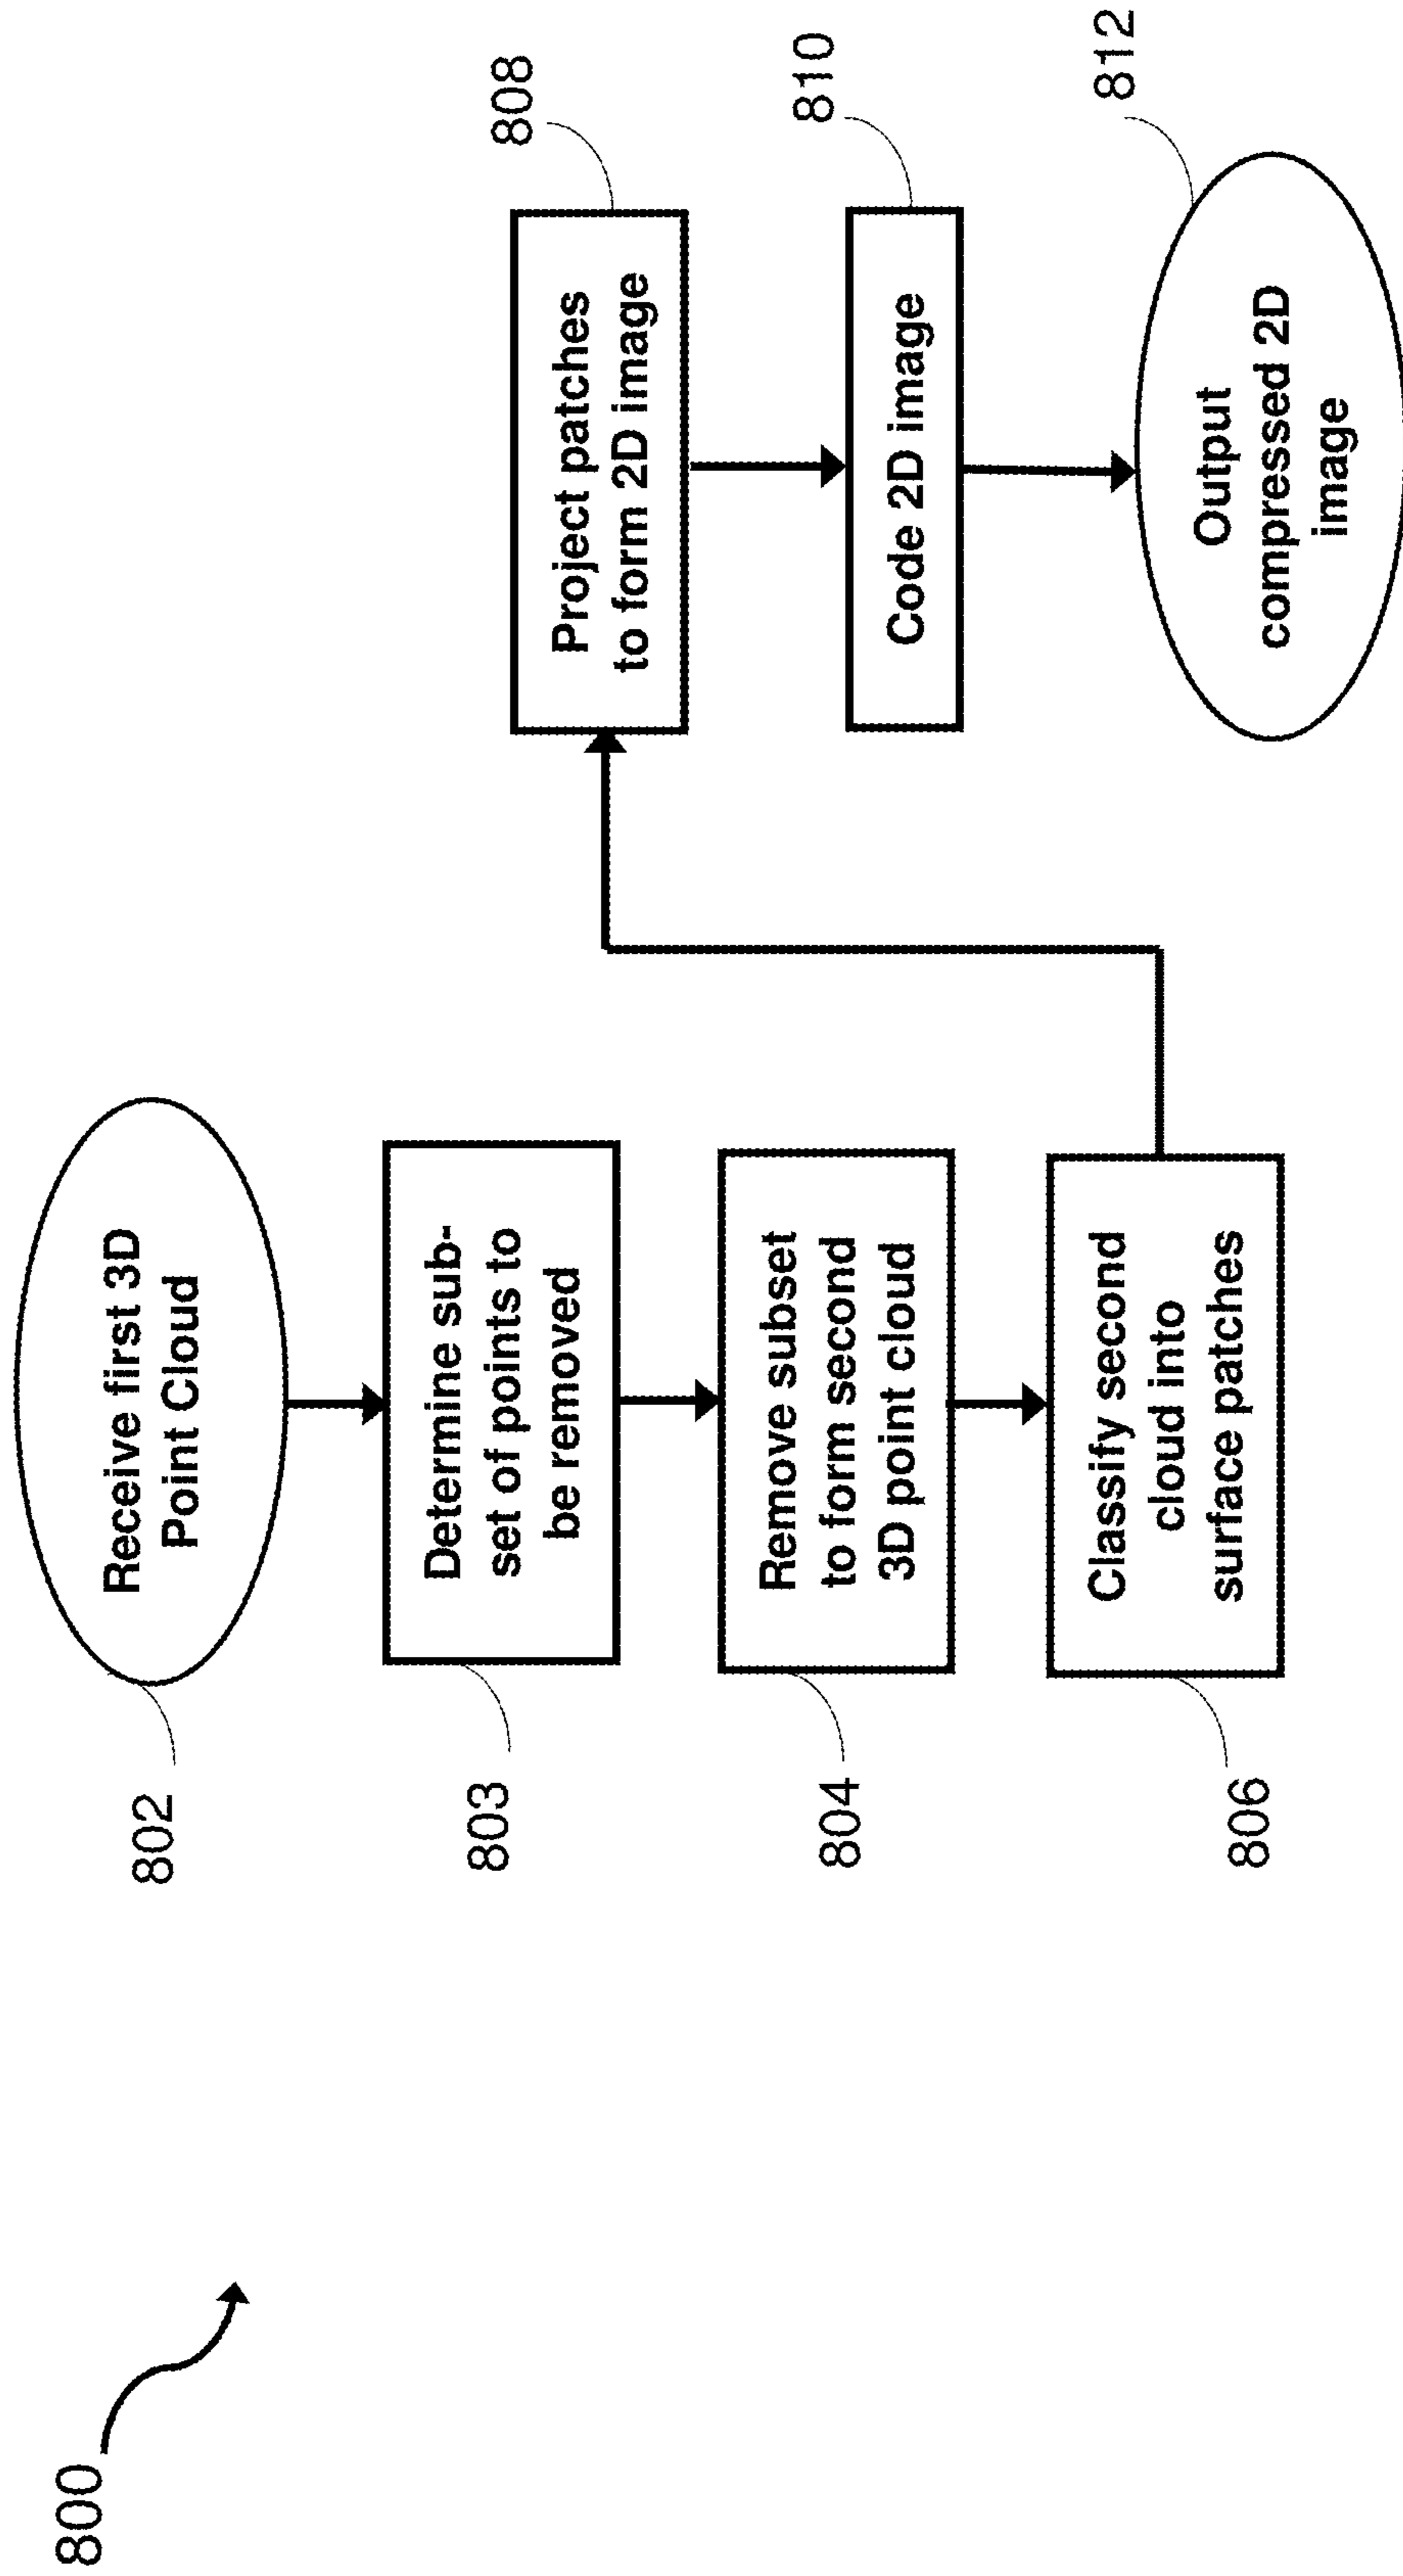 800
802
Receive first 3D
Point Cloud
803
Determine sub-
set of points to
be removed
804
Remove subset
to form second
3D point cloud
806
Classify second
cloud into
surface patches
808
Project patches
to form 2D image
810
Code 2D image
812
Output
compressed 2D
image